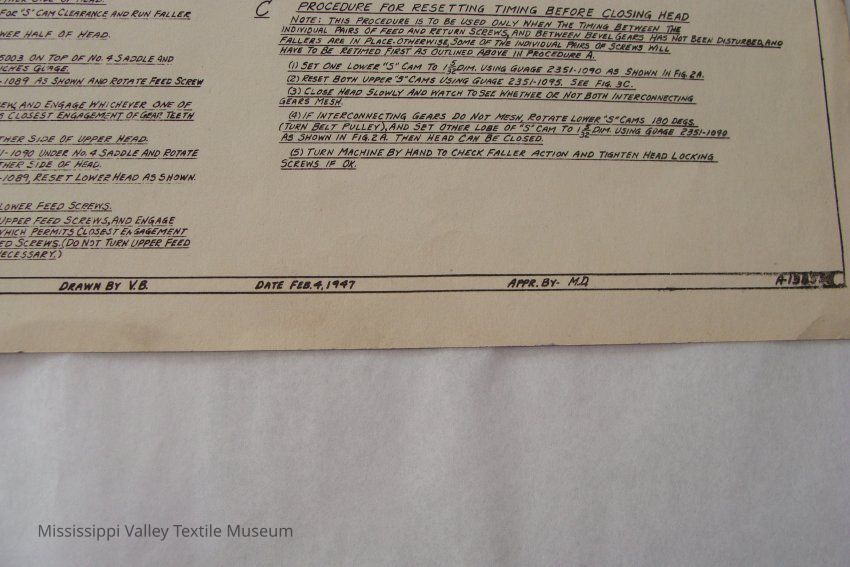 THER SIDE OF HEAD.
FOR "S" CAM CLEARANCE AND RUN FALLER
WER HALF OF HEAD.
5003 ON TOP OF NO. 4 SADDLE AND
NCHES GUAGE.
-1089 AS SHOWN AND ROTATE FEED SCREW
EW, AND ENGAGE WHICHEVER ONE OF
S CLOSEST ENGAGEMENT OF GEAR TEETH
THER SIDE OF UPPER HEAD.
1-1090 UNDER NO. 4 SADDLE AND ROTATE
THER SIDE OF HEAD.
-1089, RESET LOWER HEAD AS SHOWN.
LOWER FEED SCREWS.
UPPER FEED SCREWS, AND ENGAGE
WHICH PERMITS CLOSEST ENGAGEMENT
ED SCREWS. (DO NOT TURN UPPER FEED
ECESSARY.)
C PROCEDURE FOR RESETTING TIMING BEFORE CLOSING HEAD
NOTE: THIS PROCEDURE IS TO BE USED ONLY WHEN THE TIMING BETWEEN THE
INDIVIDUAL PAIRS OF FEED AND RETURN SCREWS, AND BETWEEN BEVEL GEARS HAS NOT BEEN DISTURBED, AND
FALLERS ARE IN PLACE. OTHERWISE, SOME OF THE INDIVIDUAL PAIRS OF SCREWS WILL
HAVE TO BE RETIMED FIRST AS OUTLINED ABOVE IN PROCEDURE A.
(1) SET ONE LOWER "S" CAM TO 1 5/32 DIM. USING GUAGE 2351-1090 AS SHOWN IN FIG. 2A.
(2) RESET BOTH UPPER "S" CAMS USING GUAGE 2351-1095. SEE FIG. 3C.
(3) CLOSE HEAD SLOWLY AND WATCH TO SEE WHETHER OR NOT BOTH INTERCONNECTING
GEARS MESH.
(4) IF INTERCONNECTING GEARS DO NOT MESH, ROTATE LOWER "S" CAMS 180 DEGS.
(TURN BELT PULLEY), AND SET OTHER LOBE OF "S" CAM TO 1 5/32 DIM. USING GUAGE 2351-1090
AS SHOWN IN FIG. 2A. THEN HEAD CAN BE CLOSED.
(5) TURN MACHINE BY HAND TO CHECK FALLER ACTION AND TIGHTEN HEAD LOCKING
SCREWS IF OK.
DRAWN BY V.B. DATE FEB. 4, 1947 APPR. BY- M.D
Mississippi Valley Textile Museum